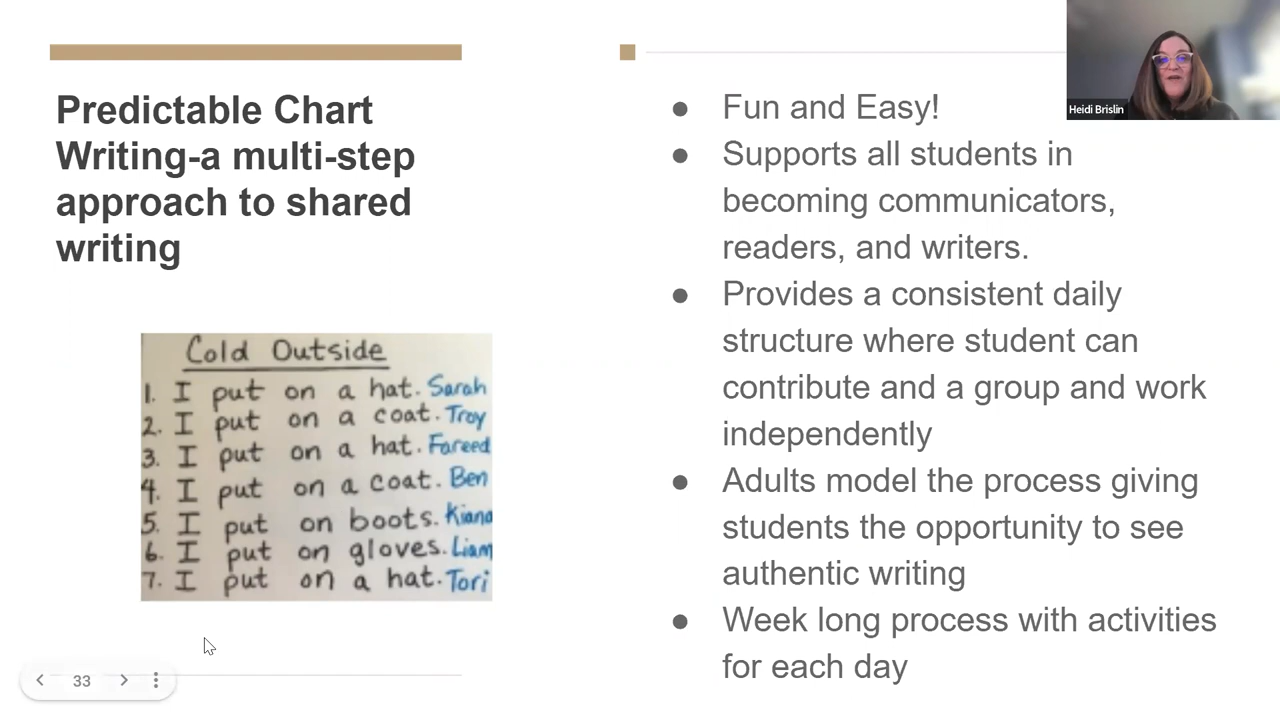 Predictable Chart
Writing-a multi-step
approach to shared
writing
Cold Outside
1. I put on a hat. Sarah
2. I put on a coat. Troy
3. I put on a hat. Fareed
4. I put on a coat. Ben
5. I put on boots. Kiana
6. I put on gloves. Liam
7. I put on a hat. Tori
33
● Fun and Easy!
● Supports all students in
becoming communicators,
readers, and writers.
● Provides a consistent daily
structure where student can
contribute and a group and work
independently
● Adults model the process giving
students the opportunity to see
authentic writing
● Week long process with activities
for each day
Heidi Brislin